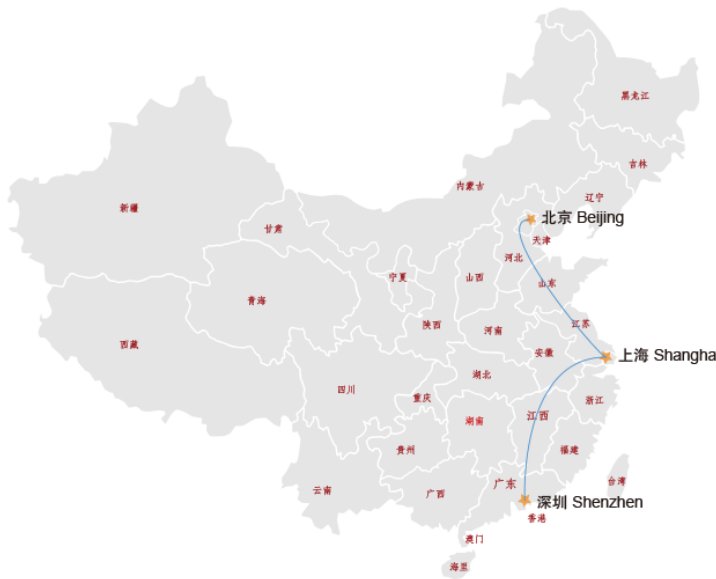 黑龙江
吉林
内蒙古
辽宁
新疆
北京 Beijing
甘肃
天津
河北
宁夏
山西
山东
青海
陕西
河南
江苏
西藏
安徽
上海 Shangha
湖北
四川
重庆
浙江
湖南
江西
贵州
福建
台湾
广东
云南
广西
深圳 Shenzhen
香港
澳门
海里